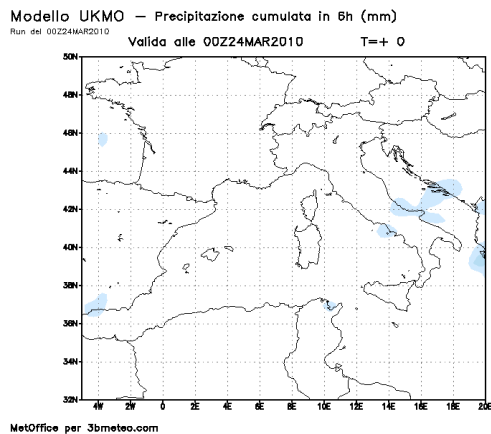 Modello UKMO – Precipitazione cumulata in 6h (mm)
Run del 00Z24MAR2010
Valida alle 00Z24MAR2010 T=+ 0
50N
48N
46N
44N
42N
40N
38N
36N
34N
32N
4W 2W 0 2E 4E 6E 8E 10E 12E 14E 16E 18E 20E
MetOffice per 3bmeteo.com